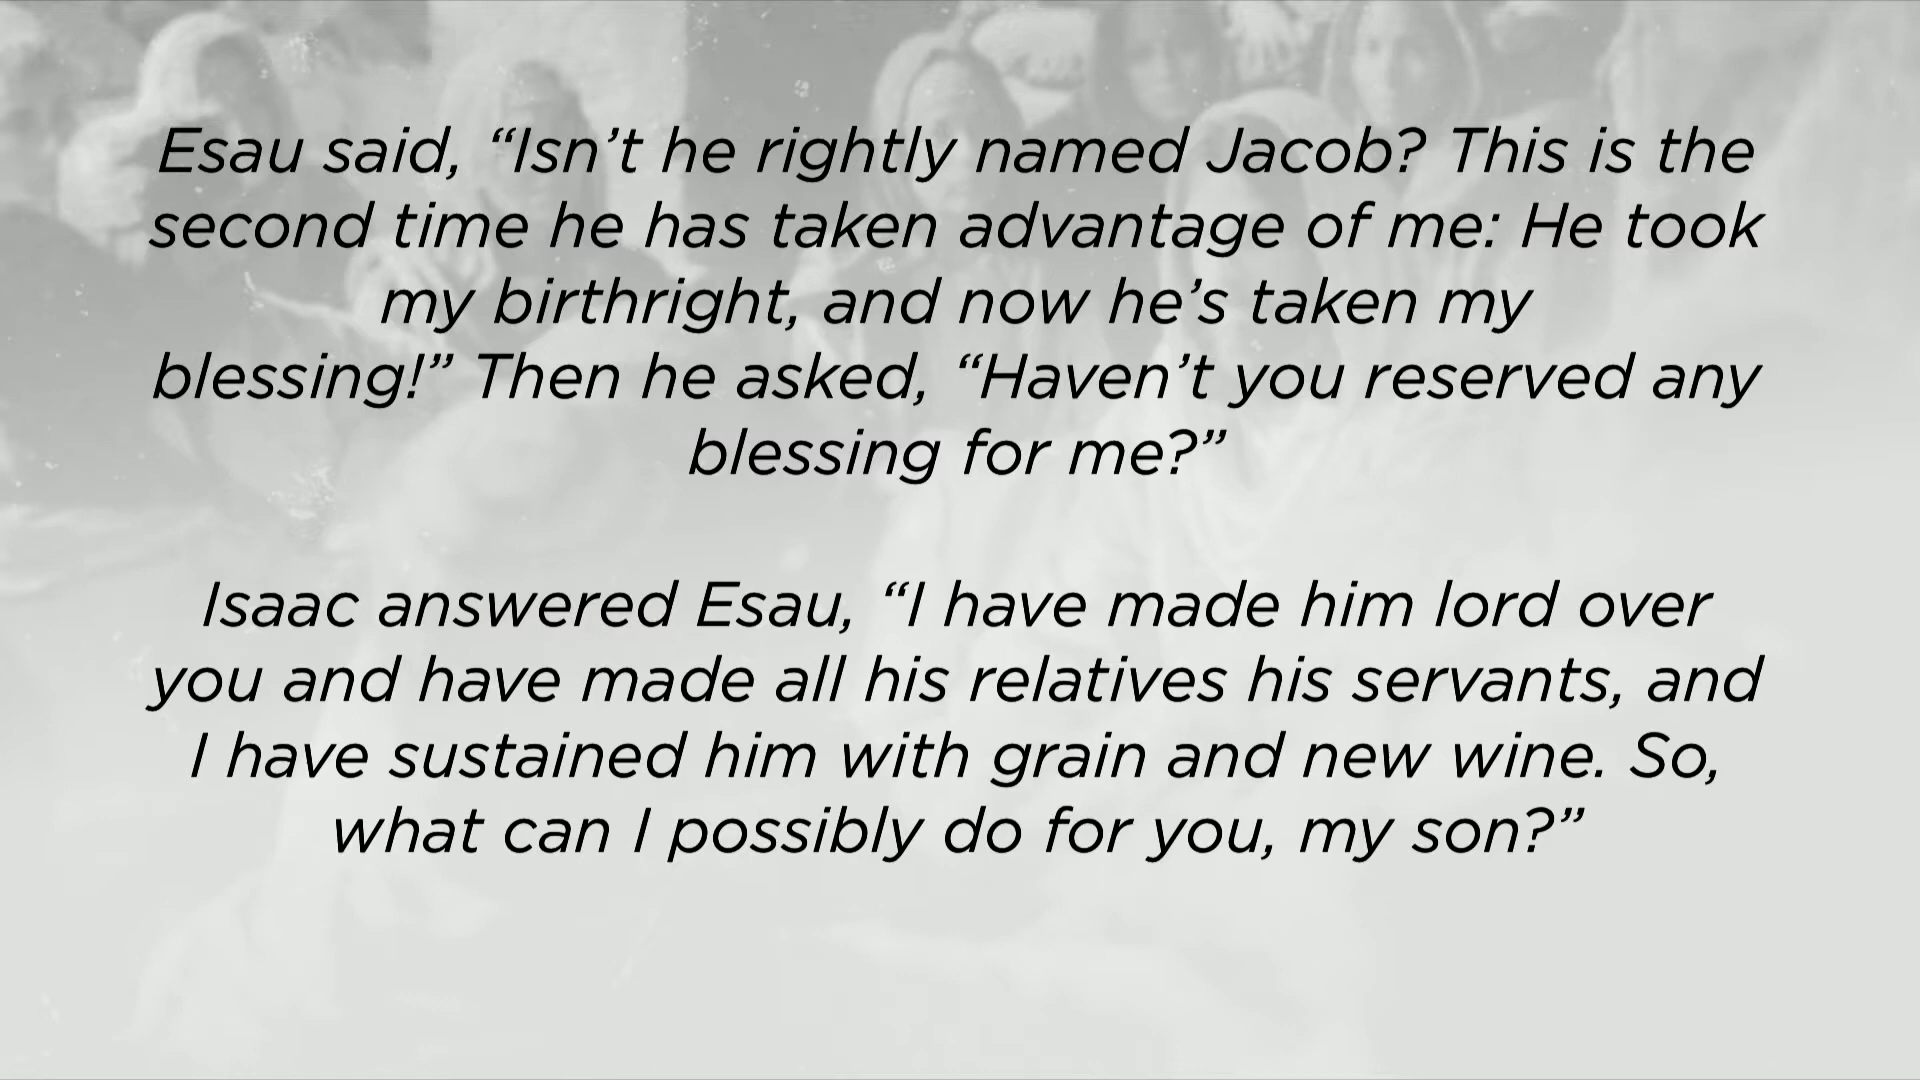 Esau said, “Isn’t he rightly named Jacob? This is the
second time he has taken advantage of me: He took
my birthright, and now he’s taken my
blessing!” Then he asked, “Haven’t you reserved any
blessing for me?”
Isaac answered Esau, “I have made him lord over
you and have made all his relatives his servants, and
I have sustained him with grain and new wine. So,
what can I possibly do for you, my son?”